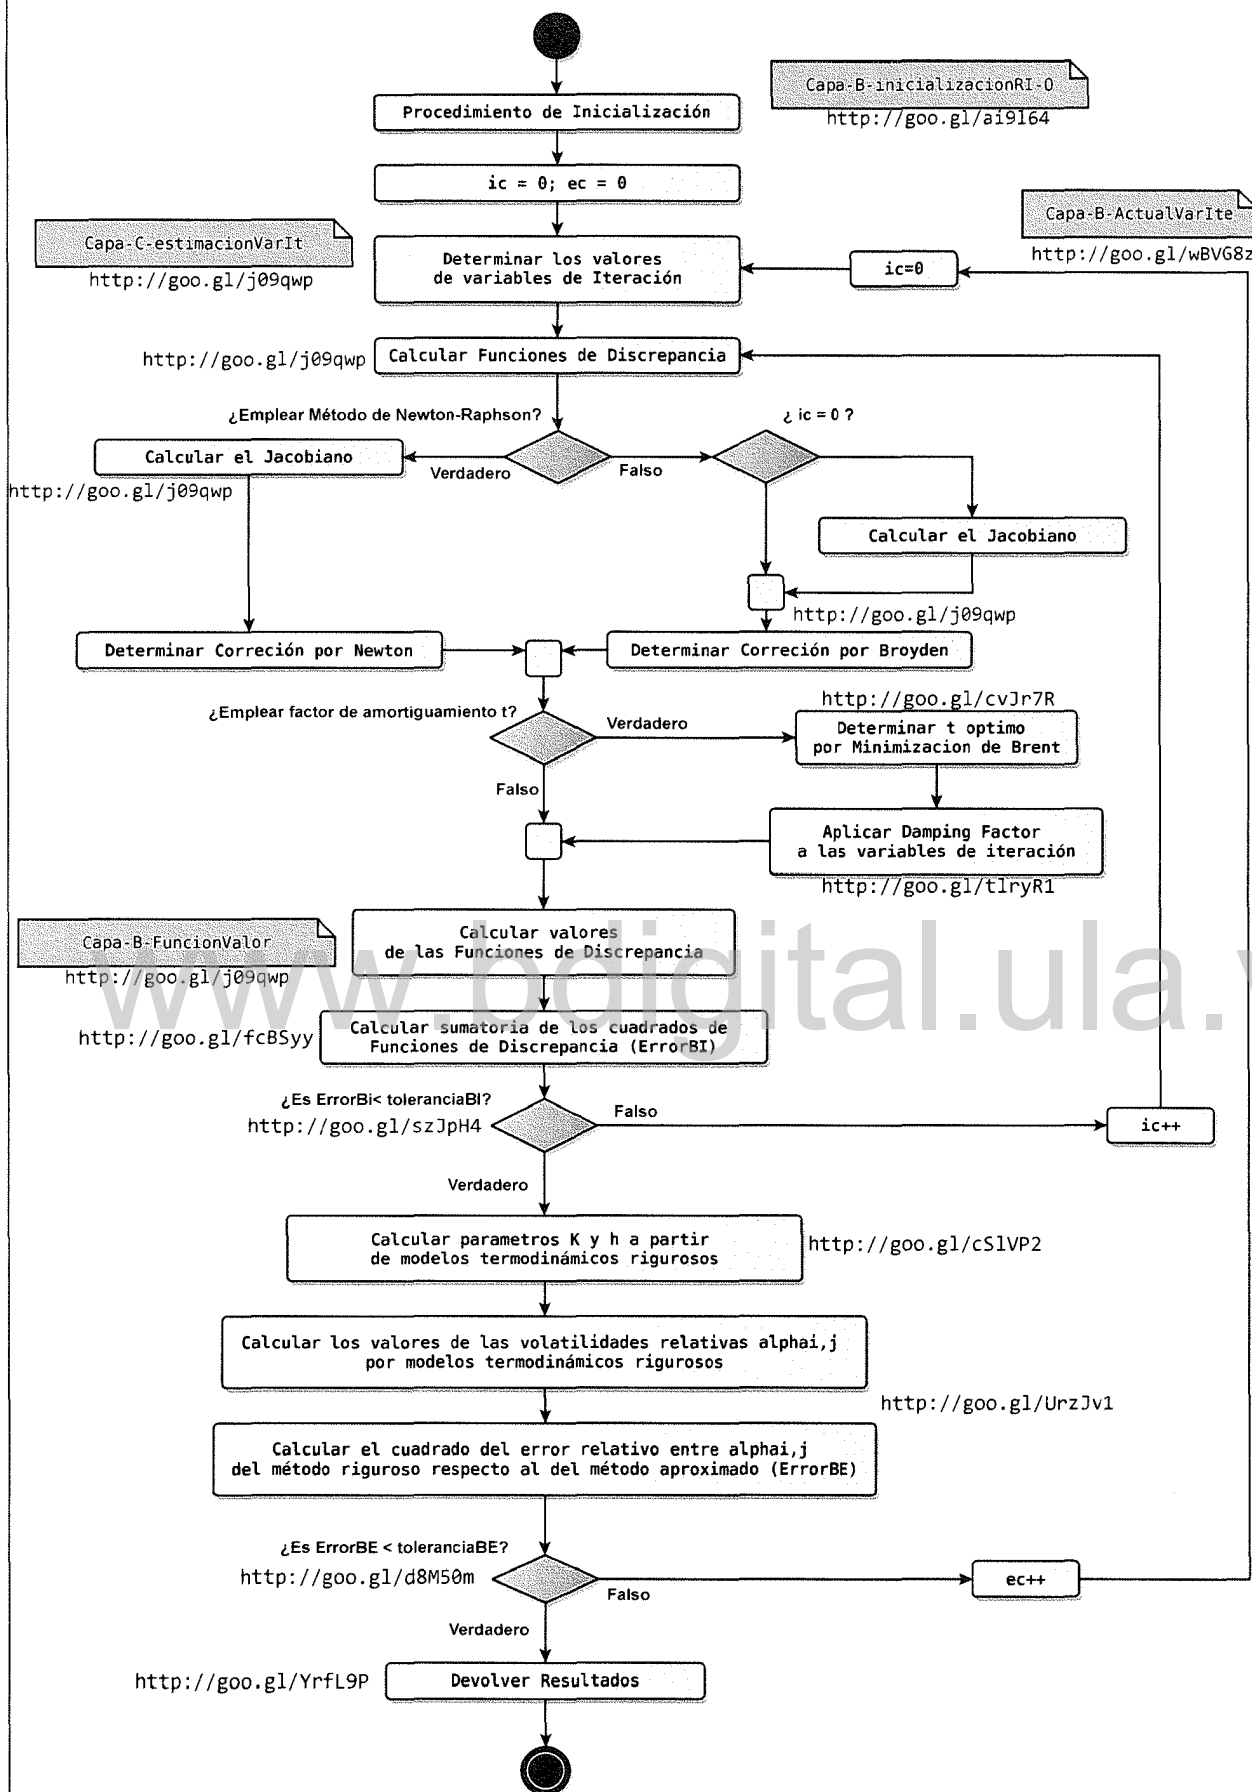 Capa-B-inicializacionRI-O
Procedimiento de Inicialización
http://goo.gl/ai9l64
ic = 0; ec = 0
Capa-B-ActualVarIte
http://goo.gl/wBVG8z
Capa-C-estimacionVarIt
http://goo.gl/j09qwp
Determinar los valores
de variables de Iteración
ic=0
http://goo.gl/j09qwp
Calcular Funciones de Discrepancia
¿Emplear Método de Newton-Raphson?
¿ ic = 0 ?
Calcular el Jacobiano
Verdadero
Falso
http://goo.gl/j09qwp
Calcular el Jacobiano
http://goo.gl/j09qwp
Determinar Correción por Newton
Determinar Correción por Broyden
¿Emplear factor de amortiguamiento t?
Verdadero
http://goo.gl/cvJr7R
Determinar t optimo
por Minimizacion de Brent
Falso
Aplicar Damping Factor
a las variables de iteración
http://goo.gl/tlryR1
Calcular valores
de las Funciones de Discrepancia
Capa-B-FuncionValor
http://goo.gl/j09qwp
www.bdigital.ula.v
http://goo.gl/fcBSyy
Calcular sumatoria de los cuadrados de
Funciones de Discrepancia (ErrorBI)
¿Es ErrorBi< toleranciaBI?
http://goo.gl/szJpH4
Falso
ic++
Verdadero
Calcular parametros K y h a partir
de modelos termodinámicos rigurosos
http://goo.gl/cSlVP2
Calcular los valores de las volatilidades relativas alphai,j
por modelos termodinámicos rigurosos
http://goo.gl/UrzJv1
Calcular el cuadrado del error relativo entre alphai,j
del método riguroso respecto al del método aproximado (ErrorBE)
¿Es ErrorBE < toleranciaBE?
http://goo.gl/d8M50m
Falso
ec++
Verdadero
http://goo.gl/YrfL9P
Devolver Resultados